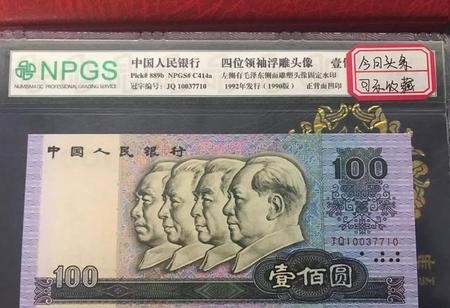 NPGS
NUMISMATIC PROFESSIONAL GRADING SERVICE
中国人民银行
Pick# 889b NPGS# C414a
冠字编号: JQ 10037710
四位领袖浮雕头像 壹佰
左侧有毛泽东侧面雕塑头像固定水印
1992年发行(1990版) 正背面凹印
今日头条
可亲收藏
中国人民银行
100
JQ10037710
100
壹佰圆